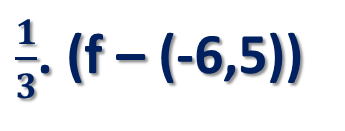 1/3. (f – (-6,5))